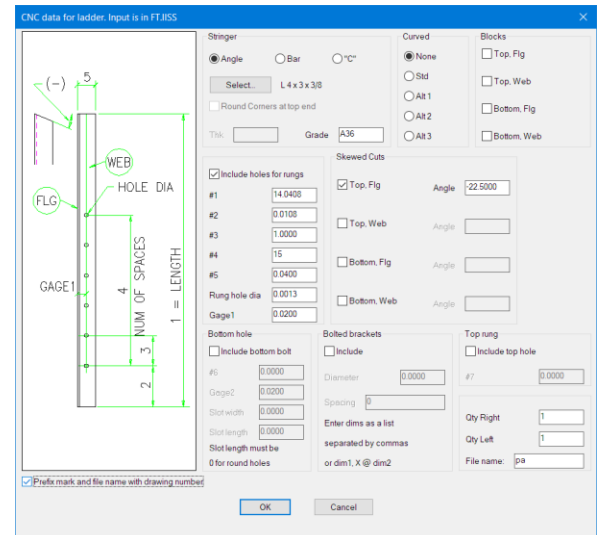 CNC data for ladder. Input is in FT.IISS
Stringer
Angle
Bar
"C"
Select..
L 4 x 3 x 3/8
Round Corners at top end
Thk
Grade
A36
Curved
None
Std
Alt 1
Alt 2
Alt 3
Blocks
Top, Flg
Top, Web
Bottom, Flg
Bottom, Web
(-)
5
WEB
HOLE DIA
FLG
GAGE1
4
NUM OF SPACES
1 = LENGTH
3
2
Include holes for rungs
#1 14.0408
#2 0.0108
#3 1.0000
#4 15
#5 0.0400
Rung hole dia 0.0013
Gage1 0.0200
Skewed Cuts
Top, Flg Angle -22.5000
Top, Web Angle
Bottom, Flg Angle
Bottom, Web Angle
Bottom hole
Include bottom bolt
#6 0.0000
Gage2 0.0200
Slot width 0.0000
Slot length 0.0000
Slot length must be
0 for round holes
Bolted brackets
Include
Diameter 0.0000
Spacing 0
Enter dims as a list
separated by commas
or dim1, X @ dim2
Top rung
Include top hole
#7 0.0000
Qty Right 1
Qty Left 1
File name: pa
Prefix mark and file name with drawing number
OK
Cancel